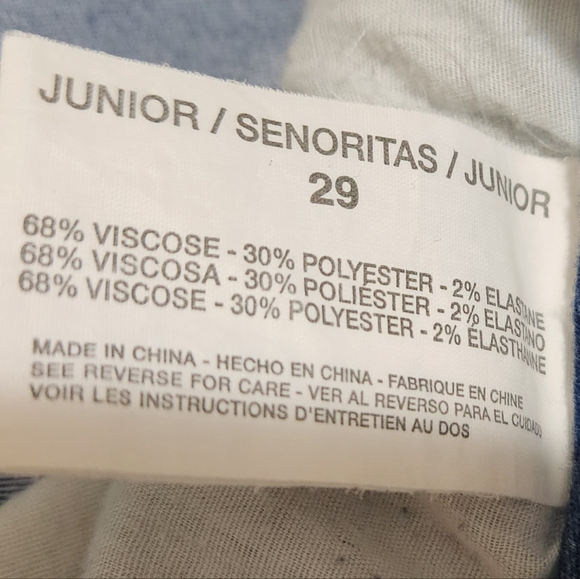 JUNIOR / SENORITAS / JUNIOR
29
68% VISCOSE - 30% POLYESTER - 2% ELASTANE
68% VISCOSA - 30% POLIÉSTER - 2% ELASTANO
68% VISCOSE - 30% POLYESTER - 2% ÉLASTHANNE
MADE IN CHINA - HECHO EN CHINA - FABRIQUE EN CHINE
SEE REVERSE FOR CARE - VER AL REVERSO PARA EL CUIDADO
VOIR LES INSTRUCTIONS D'ENTRETIEN AU DOS